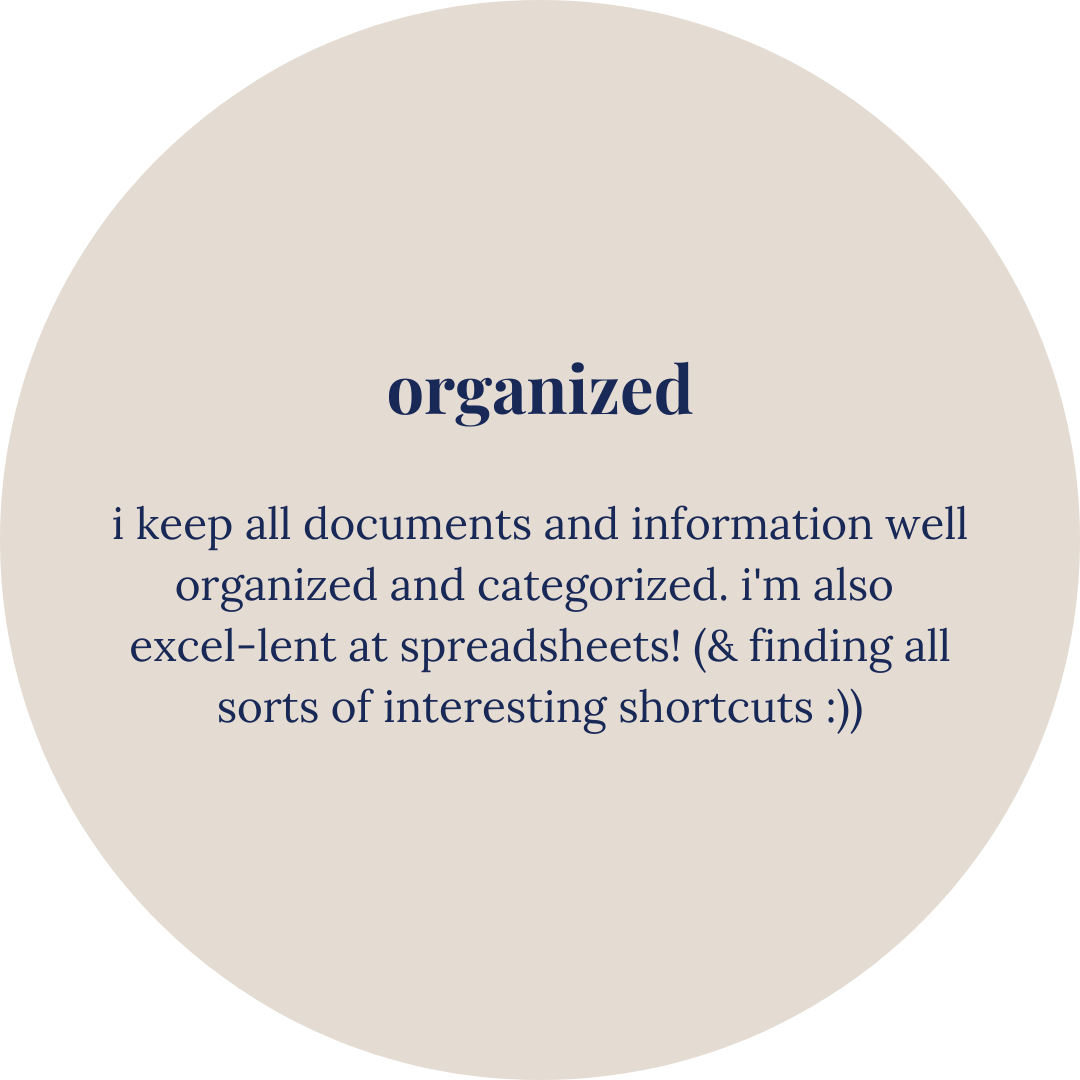 organized
i keep all documents and information well
organized and categorized. i'm also
excel-lent at spreadsheets! (& finding all
sorts of interesting shortcuts :))